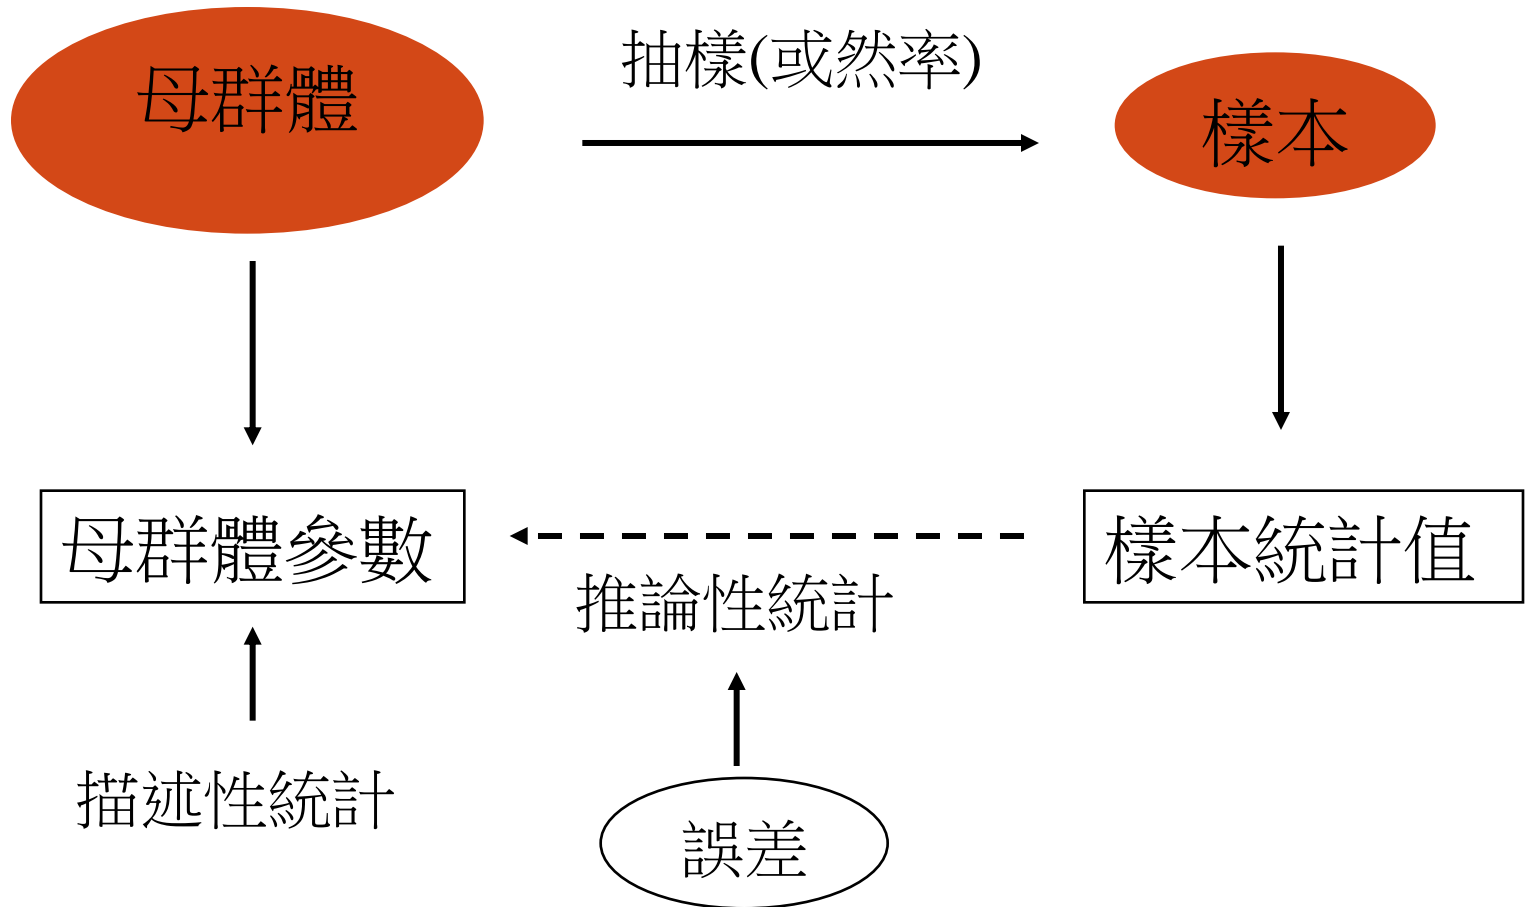 母群體
抽樣(或然率)
樣本
母群體參數
推論性統計
樣本統計值
描述性統計
誤差